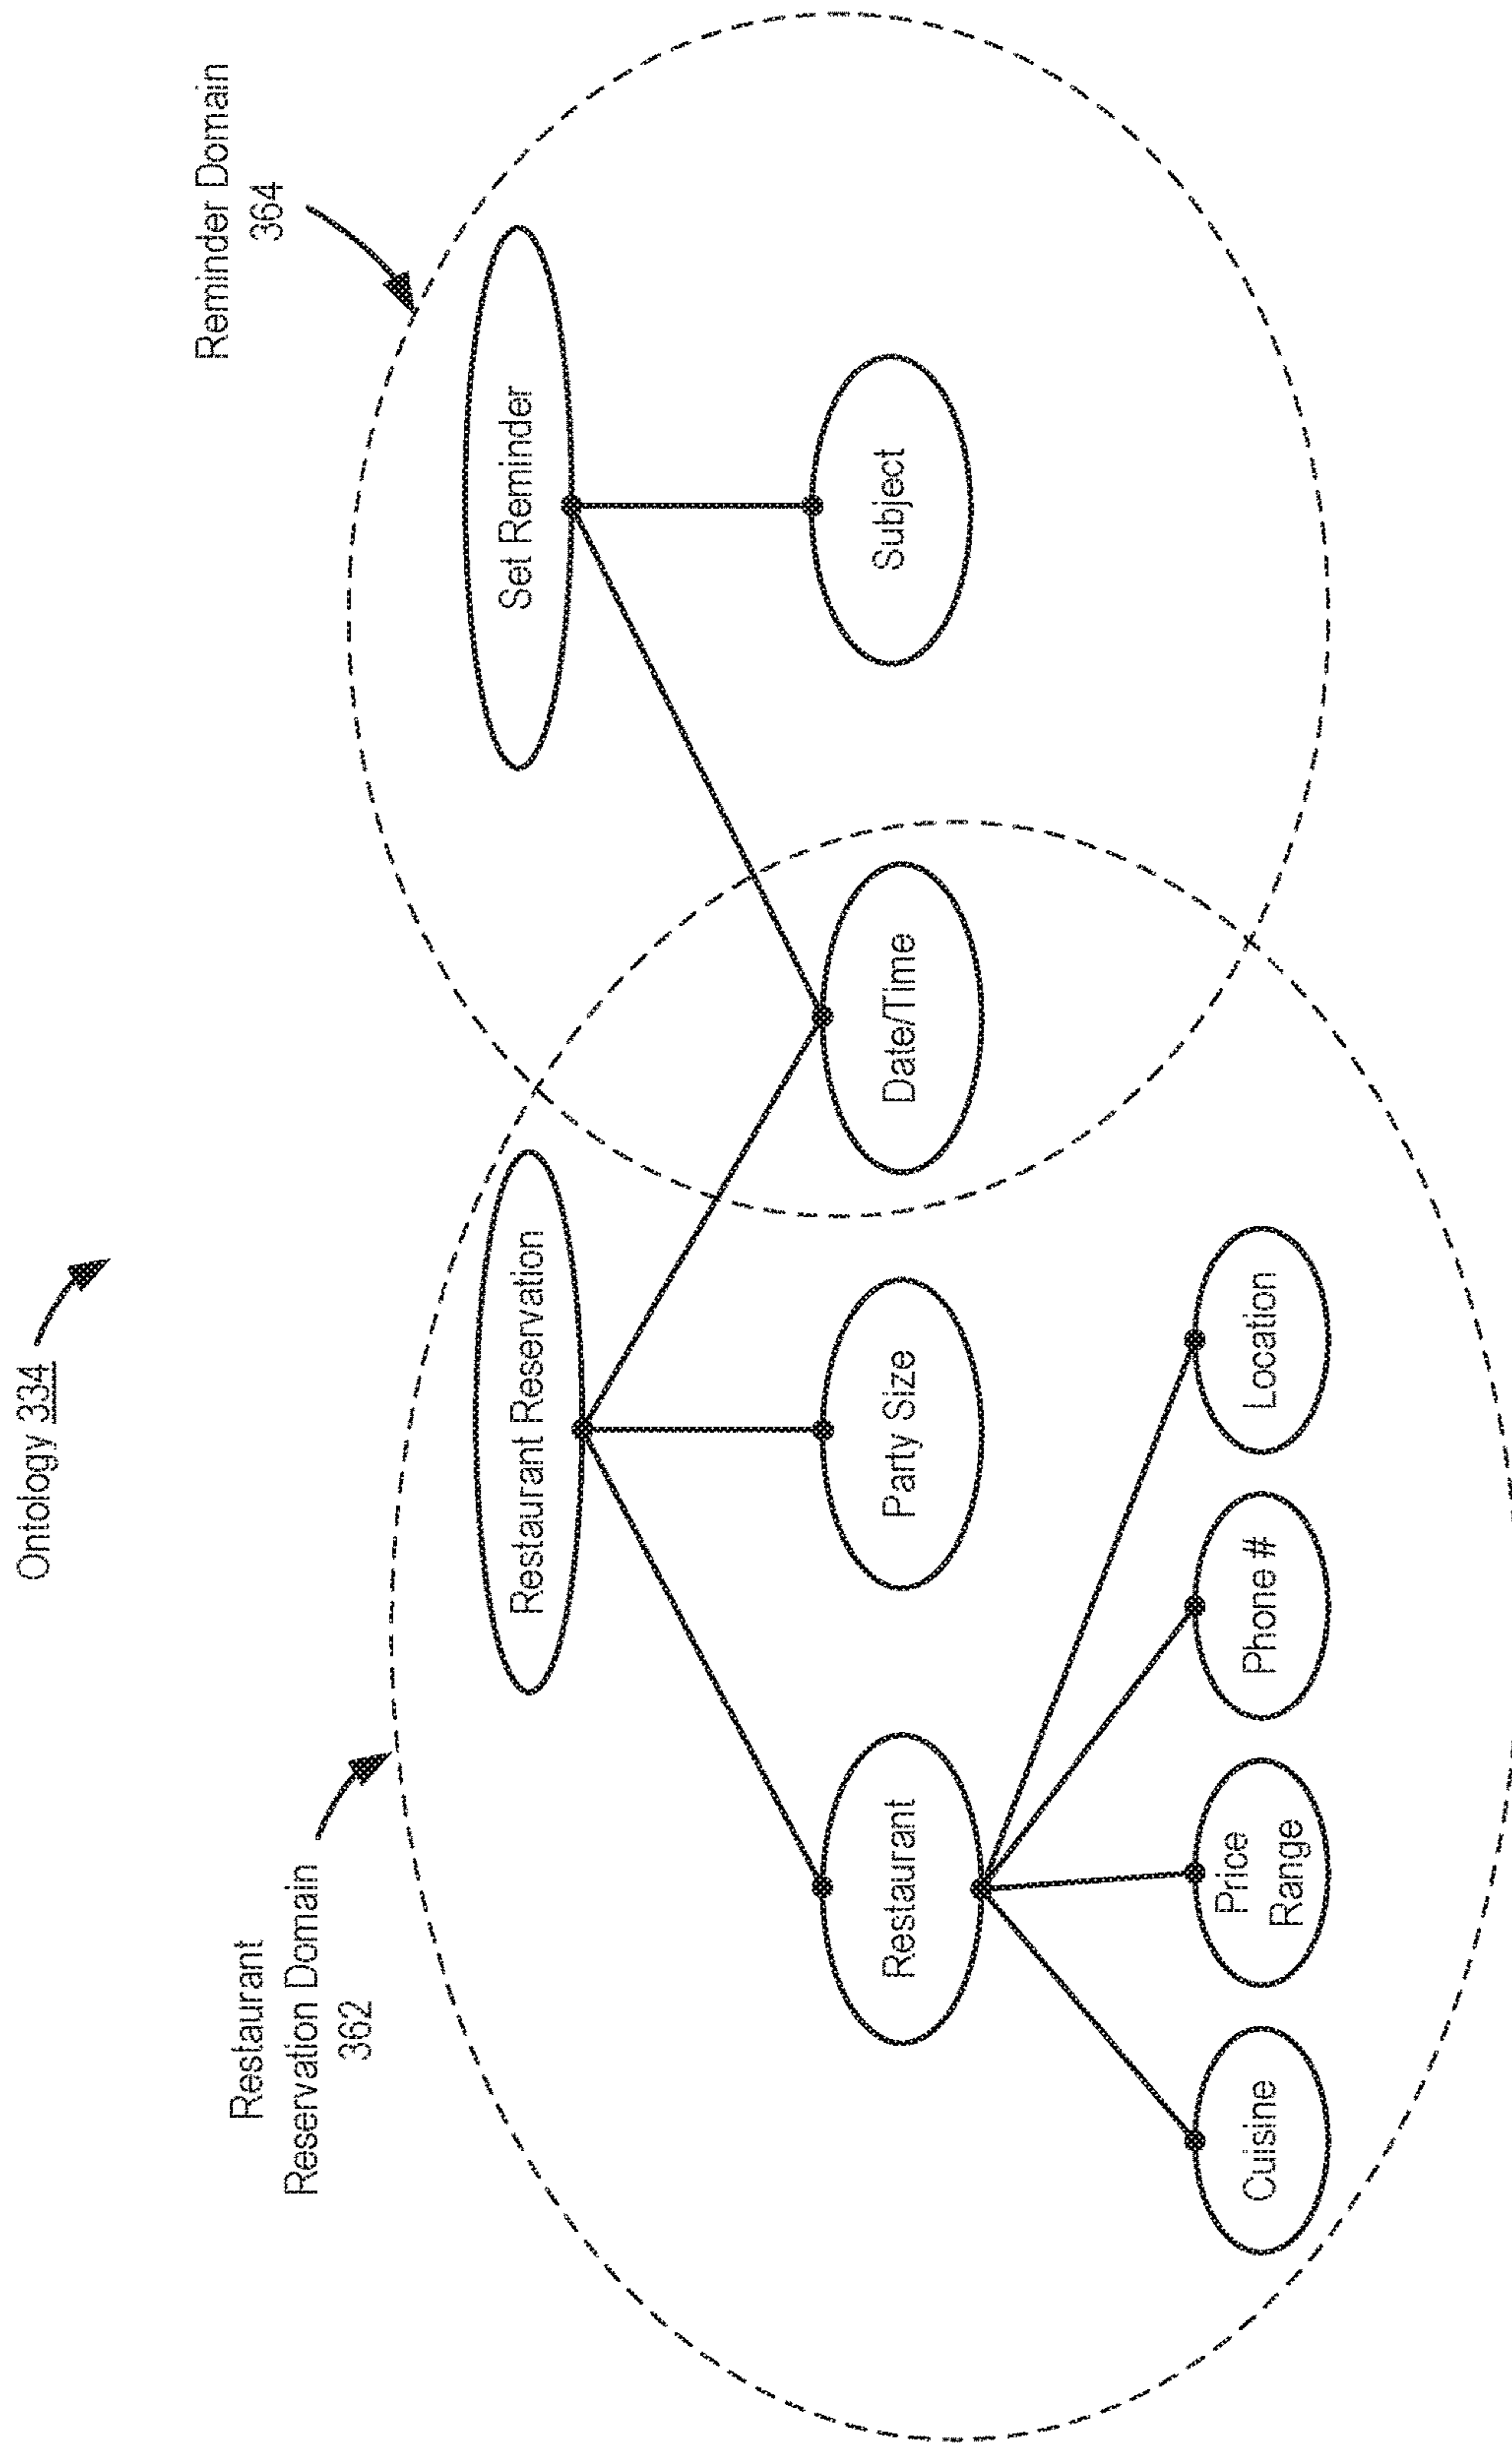 Ontology 334
Restaurant
Reservation Domain
362
Reminder Domain
364
Restaurant Reservation
Set Reminder
Restaurant
Party Size
Date/Time
Subject
Cuisine
Price
Range
Phone #
Location